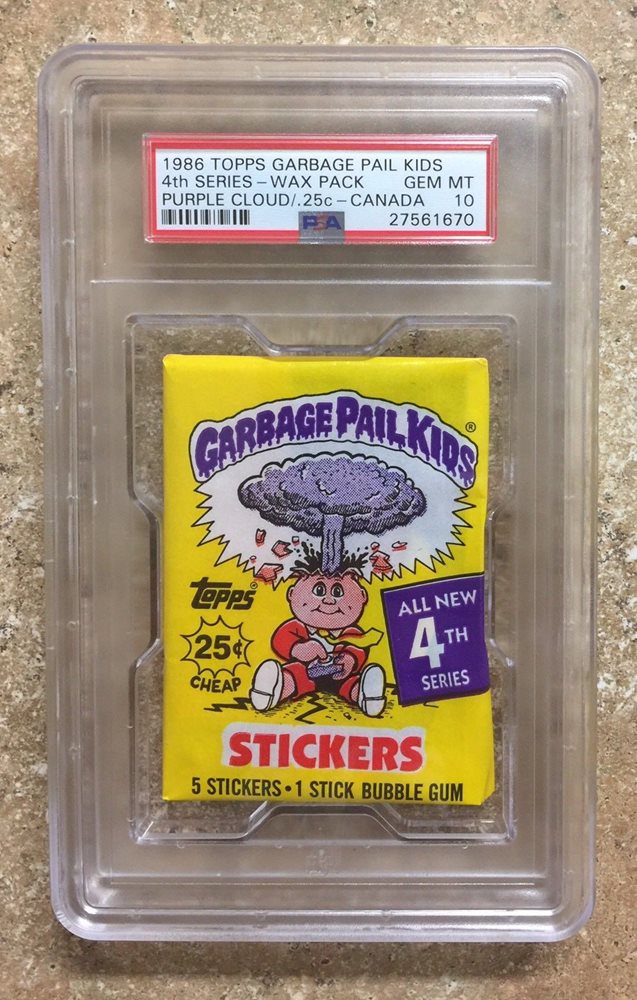 1986 TOPPS GARBAGE PAIL KIDS
4th SERIES – WAX PACK GEM MT
PURPLE CLOUD/.25c – CANADA 10
PSA 27561670
GARBAGE PAIL KIDS®
TOPPS®
25¢
CHEAP
ALL NEW
4TH
SERIES
STICKERS
5 STICKERS • 1 STICK BUBBLE GUM